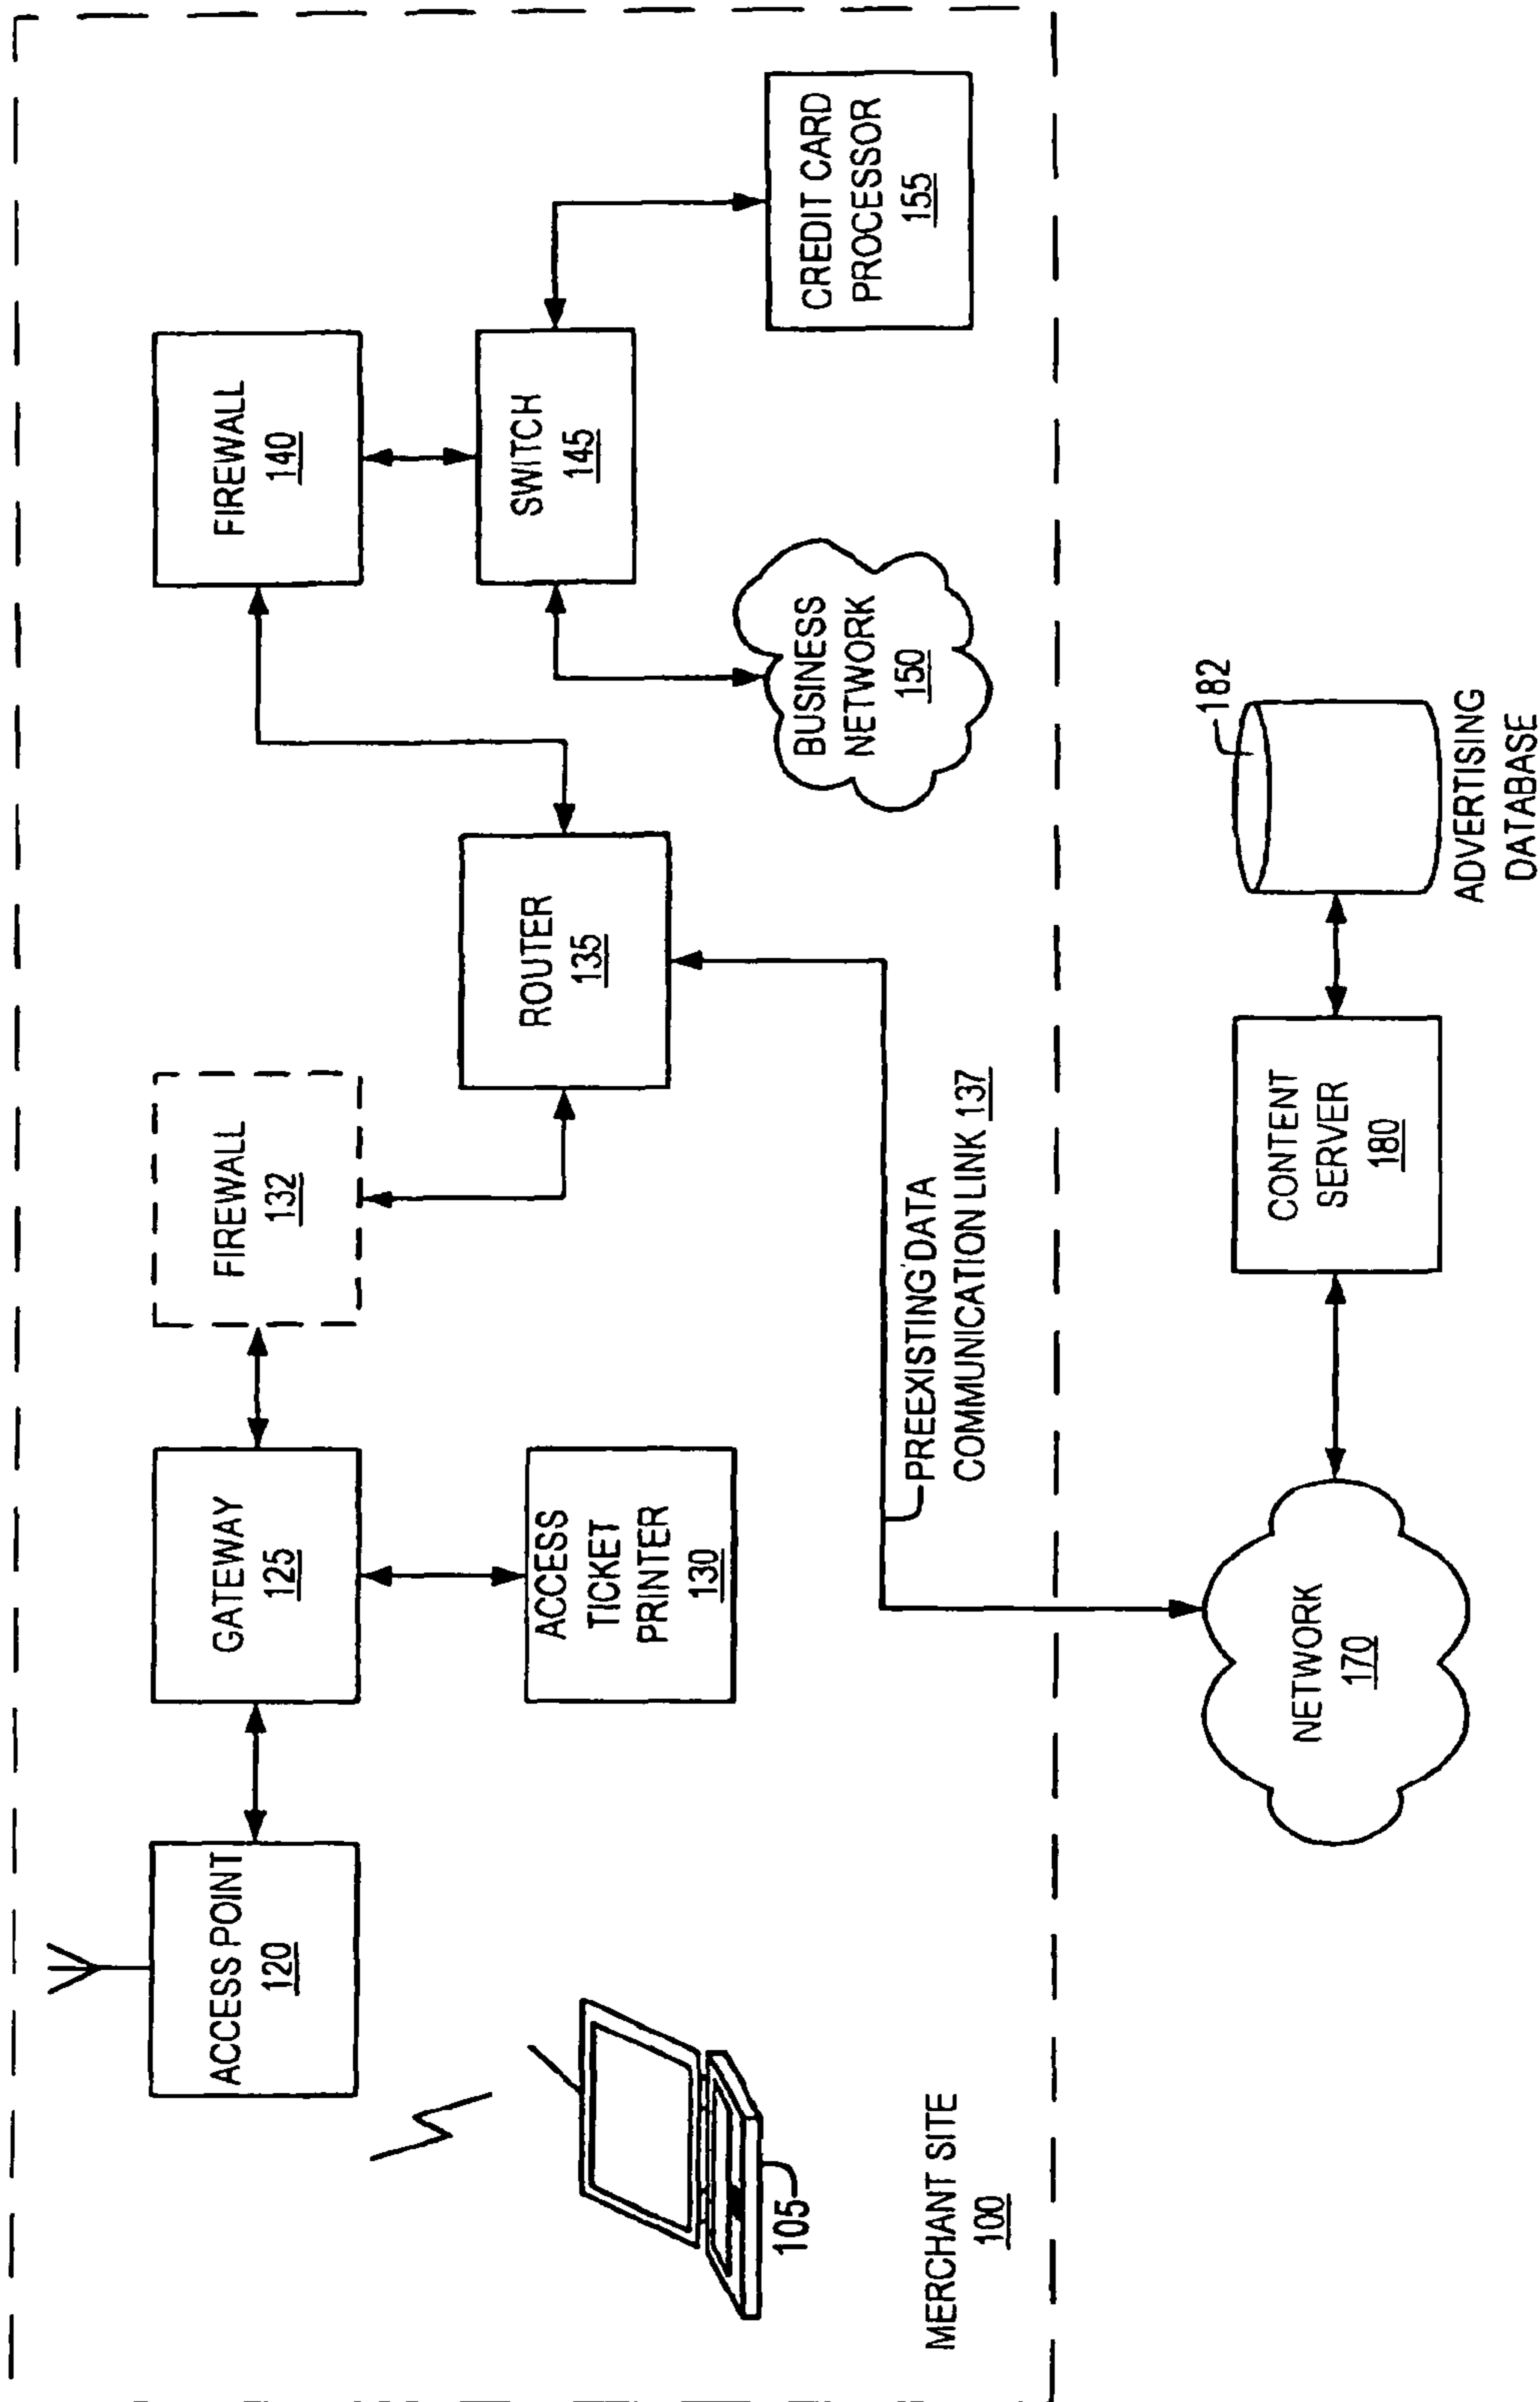 ACCESS POINT
120
GATEWAY
125
FIREWALL
132
FIREWALL
140
ACCESS
TICKET
PRINTER
130
ROUTER
135
SWITCH
145
105
BUSINESS
NETWORK
150
CREDIT CARD
PROCESSOR
155
PREEXISTING DATA
COMMUNICATION LINK 137
MERCHANT SITE
100
NETWORK
170
CONTENT
SERVER
180
182
ADVERTISING
DATABASE